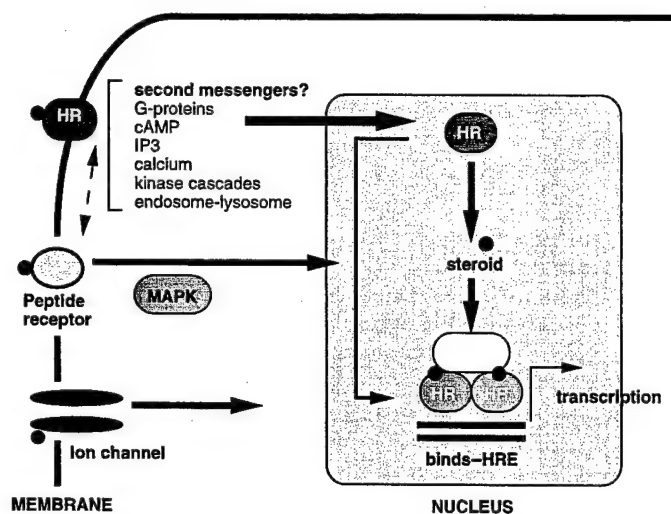 HR
second messengers?
G-proteins
cAMP
IP3
calcium
kinase cascades
endosome-lysosome
HR
steroid
Peptide
receptor
MAPK
HR HR
transcription
Ion channel
binds–HRE
MEMBRANE
NUCLEUS